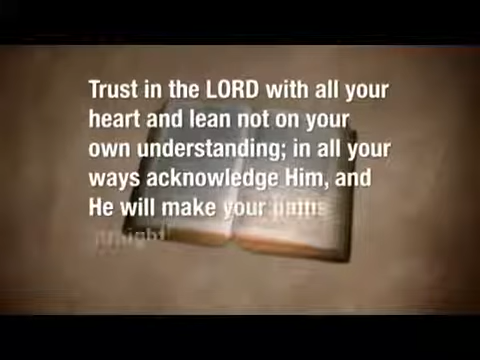 Trust in the LORD with all your
heart and lean not on your
own understanding; in all your
ways acknowledge Him, and
He will make your paths